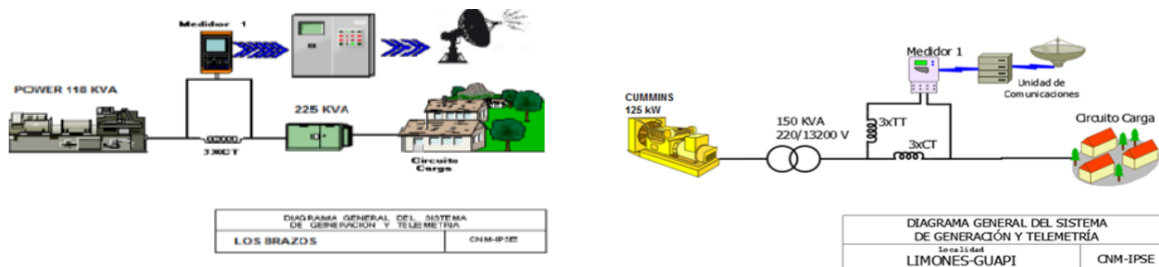 Medidor 1
POWER 118 KVA
225 KVA
3XCT
Circuito
Carga
DIAGRAMA GENERAL DEL SISTEMA
DE GENERACION Y TELEMETRIA
LOS BRAZOS
CNM-IPSE
Medidor 1
Unidad de
Comunicaciones
CUMMINS
125 kW
150 KVA
220/13200 V
3xTT
3xCT
Circuito Carga
DIAGRAMA GENERAL DEL SISTEMA
DE GENERACIÓN Y TELEMETRÍA
Localidad
LIMONES-GUAPI
CNM-IPSE